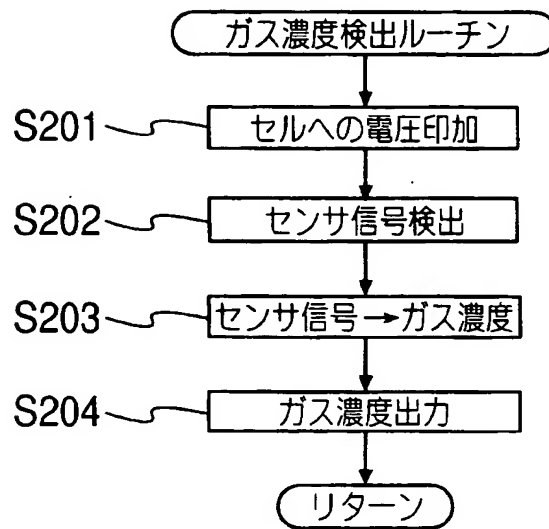 ガス濃度検出ルーチン
S201 セルへの電圧印加
S202 センサ信号検出
S203 センサ信号→ガス濃度
S204 ガス濃度出力
リターン